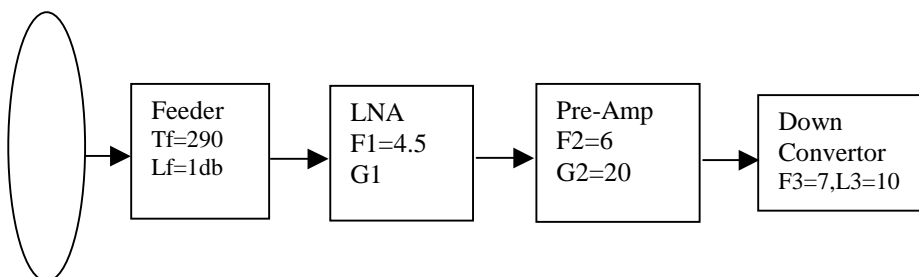 Feeder
Tf=290
Lf=1db
LNA
F1=4.5
G1
Pre-Amp
F2=6
G2=20
Down
Convertor
F3=7,L3=10